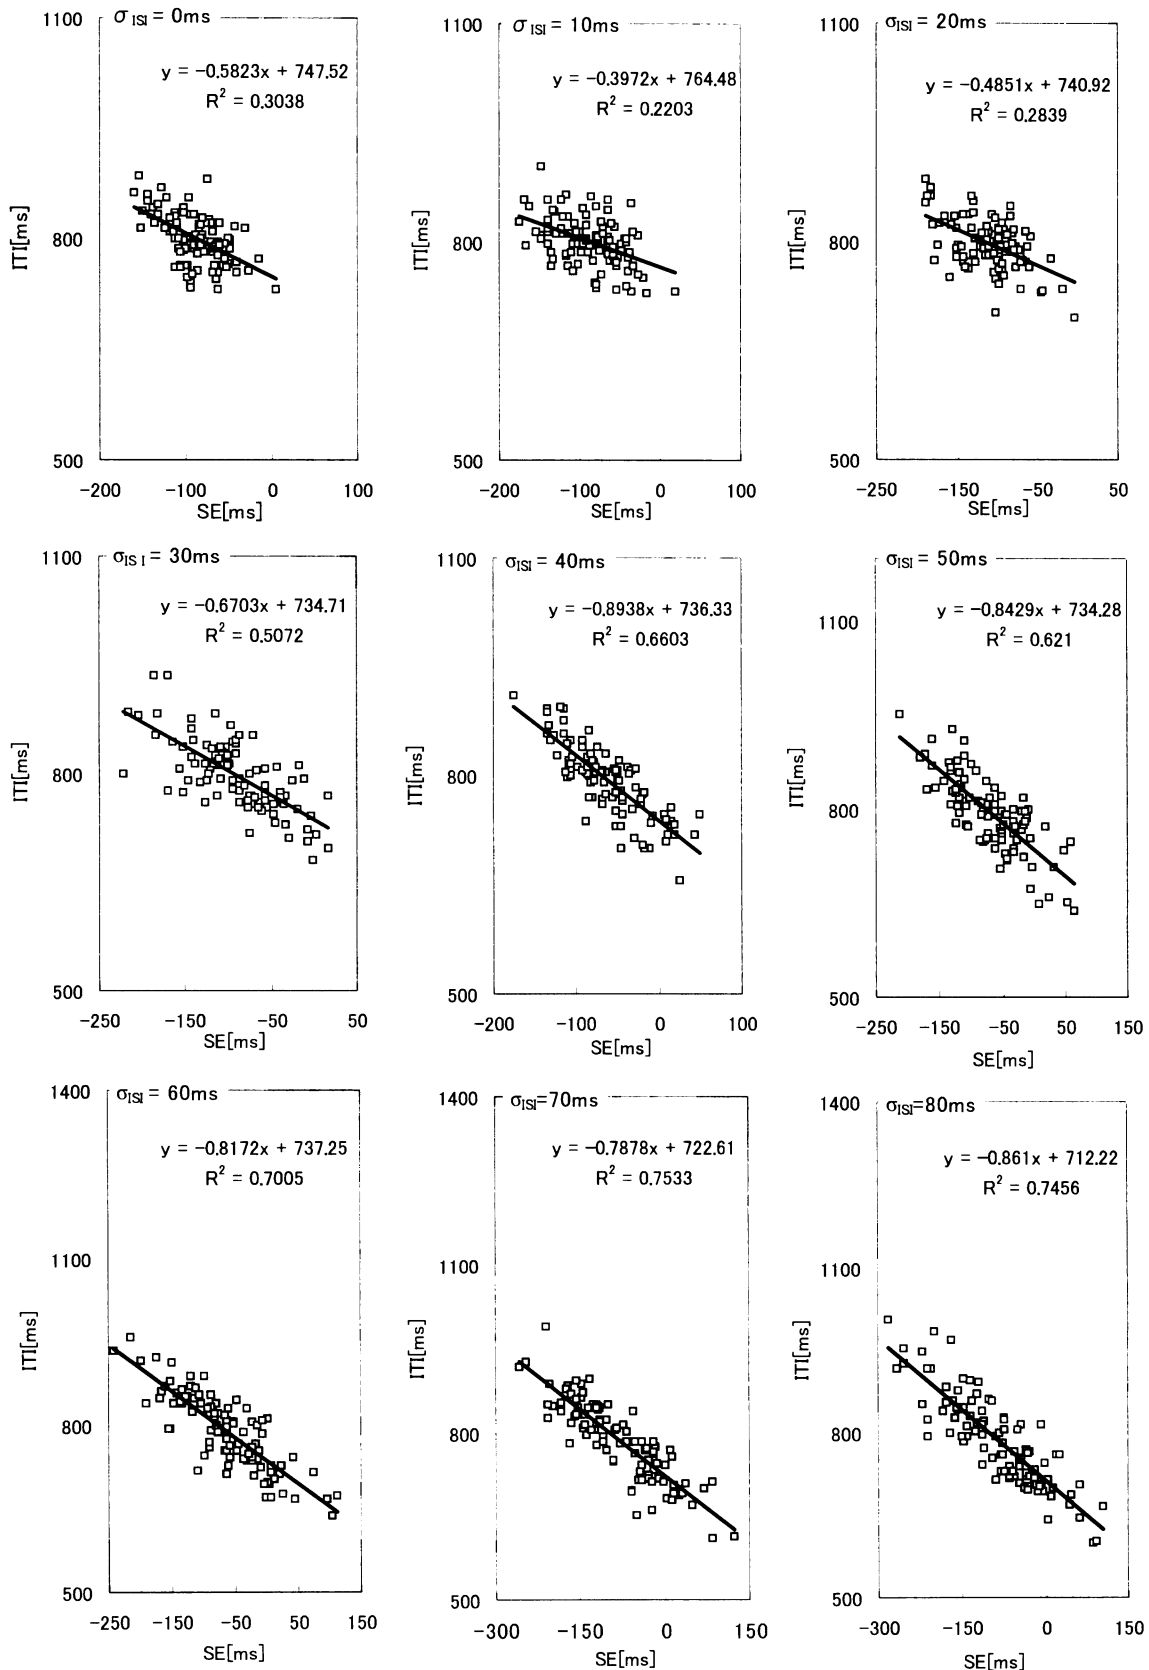 1100
σ ISI = 0ms
y = −0.5823x + 747.52
R² = 0.3038
ITI[ms]
800
500
−200 −100 0 100
SE[ms]
1100
σ ISI = 10ms
y = −0.3972x + 764.48
R² = 0.2203
ITI[ms]
800
500
−200 −100 0 100
SE[ms]
1100
σISI = 20ms
y = −0.4851x + 740.92
R² = 0.2839
ITI[ms]
800
500
−250 −150 −50 50
SE[ms]
1100
σIS I = 30ms
y = −0.6703x + 734.71
R² = 0.5072
ITI[ms]
800
500
−250 −150 −50 50
SE[ms]
1100
σISI = 40ms
y = −0.8938x + 736.33
R² = 0.6603
ITI[ms]
800
500
−200 −100 0 100
SE[ms]
σISI = 50ms
y = −0.8429x + 734.28
1100
R² = 0.621
ITI[ms]
800
500
−250 −150 −50 50 150
SE[ms]
1400
σISI = 60ms
y = −0.8172x + 737.25
R² = 0.7005
1100
ITI[ms]
800
500
−250 −150 −50 50 150
SE[ms]
1400
σISI=70ms
y = −0.7878x + 722.61
R² = 0.7533
1100
ITI[ms]
800
500
−300 −150 0 150
SE[ms]
1400
σISI=80ms
y = −0.861x + 712.22
R² = 0.7456
1100
ITI[ms]
800
500
−300 −150 0 150
SE[ms]